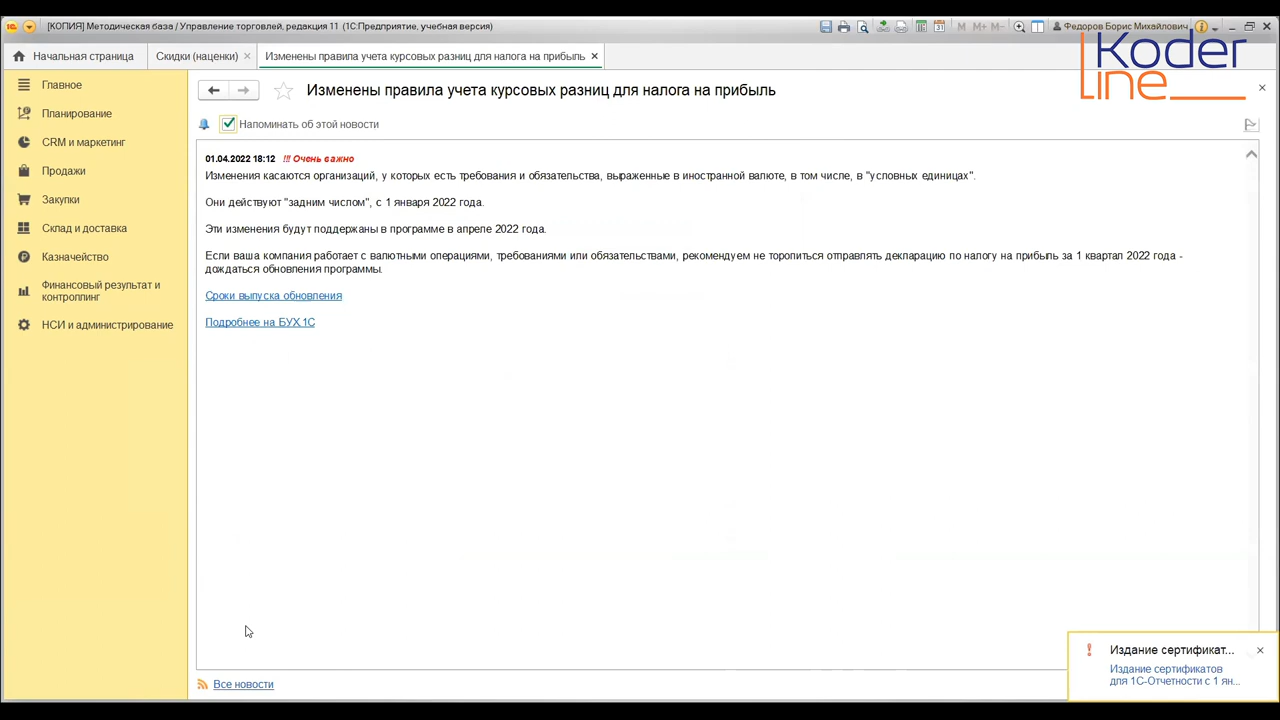 [КОПИЯ] Методическая база / Управление торговлей, редакция 11 (1С:Предприятие, учебная версия)
M M+ M-
31
Федоров Борис Михайлович
Koder
line
Начальная страница
Скидки (наценки)
Изменены правила учета курсовых разниц для налога на прибыль
Главное
Планирование
CRM и маркетинг
Продажи
Закупки
Склад и доставка
Казначейство
Финансовый результат и
контроллинг
НСИ и администрирование
Изменены правила учета курсовых разниц для налога на прибыль
Напоминать об этой новости
01.04.2022 18:12 !!! Очень важно
Изменения касаются организаций, у которых есть требования и обязательства, выраженные в иностранной валюте, в том числе, в "условных единицах".
Они действуют "задним числом", с 1 января 2022 года.
Эти изменения будут поддержаны в программе в апреле 2022 года.
Если ваша компания работает с валютными операциями, требованиями или обязательствами, рекомендуем не торопиться отправлять декларацию по налогу на прибыль за 1 квартал 2022 года -
дождаться обновления программы.
Сроки выпуска обновления
Подробнее на БУХ.1С
Все новости
Издание сертификат...
Издание сертификатов
для 1С-Отчетности с 1 ян...